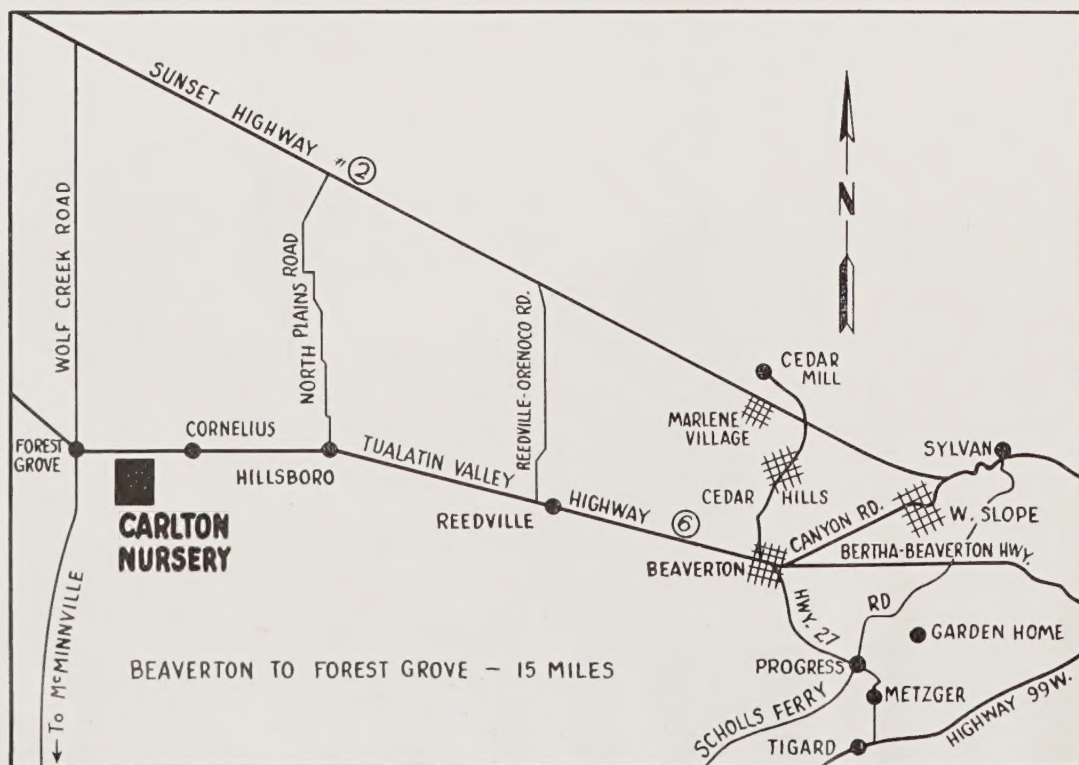 SUNSET HIGHWAY #2
WOLF CREEK ROAD
NORTH PLAINS ROAD
REEDVILLE-ORENOCO RD.
N
CEDAR
MILL
MARLENE
VILLAGE
CEDAR HILLS
SYLVAN
W. SLOPE
CANYON RD.
BERTHA-BEAVERTON HWY.
FOREST
GROVE
CORNELIUS
HILLSBORO
TUALATIN VALLEY HIGHWAY 6
REEDVILLE
BEAVERTON
CARLTON
NURSERY
HWY. 27
RD
GARDEN HOME
PROGRESS
METZGER
SCHOLLS FERRY
TIGARD
HIGHWAY 99W.
BEAVERTON TO FOREST GROVE – 15 MILES
← TO McMINNVILLE